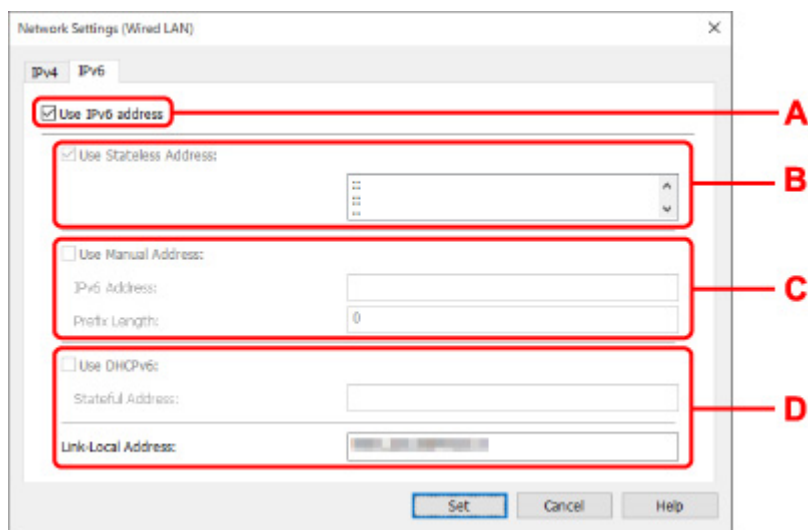 Network Settings (Wired LAN)
IPv4 IPv6
Use IPv6 address
A
Use Stateless Address:
::
::
::
B
Use Manual Address:
IPv6 Address:
C
Prefix Length: 0
Use DHCPv6:
Stateful Address:
D
Link-Local Address:
Set Cancel Help